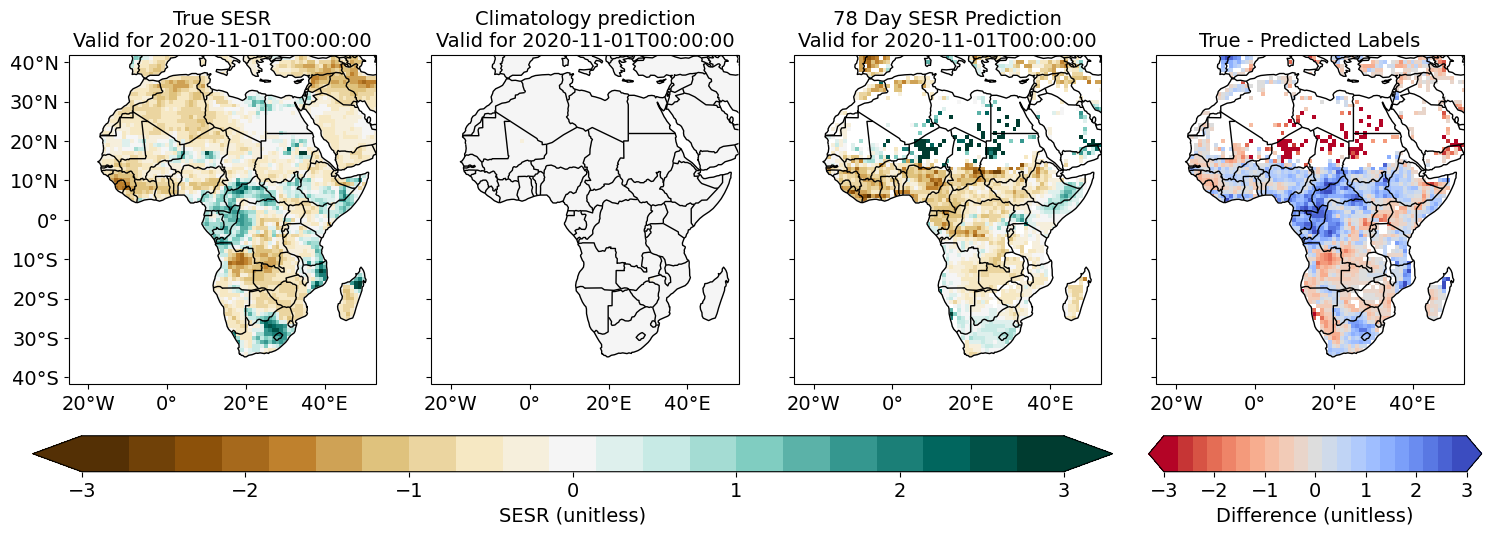 True SESR
Valid for 2020-11-01T00:00:00
Climatology prediction
Valid for 2020-11-01T00:00:00
78 Day SESR Prediction
Valid for 2020-11-01T00:00:00
True - Predicted Labels
40°N
30°N
20°N
10°N
0°
10°S
20°S
30°S
40°S
20°W 0° 20°E 40°E
20°W 0° 20°E 40°E
20°W 0° 20°E 40°E
20°W 0° 20°E 40°E
−3 −2 −1 0 1 2 3
SESR (unitless)
−3 −2 −1 0 1 2 3
Difference (unitless)